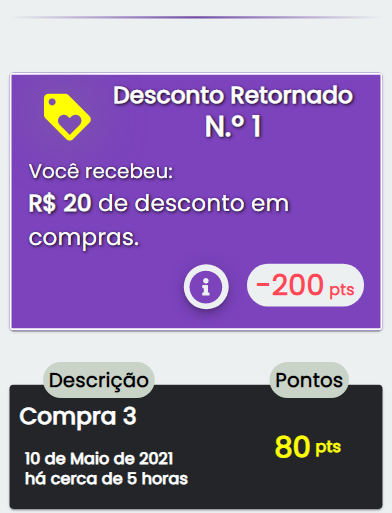 Desconto Retornado
N.º 1
Você recebeu:
R$ 20 de desconto em
compras.
-200 pts
Descrição Pontos
Compra 3
80 pts
10 de Maio de 2021
há cerca de 5 horas